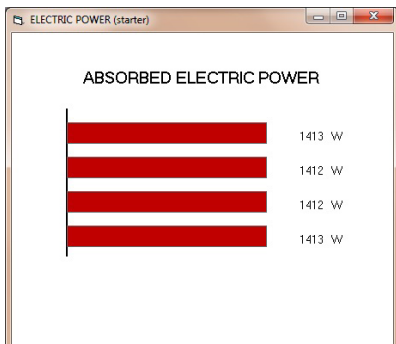 ELECTRIC POWER (starter)
ABSORBED ELECTRIC POWER
1413 W
1412 W
1412 W
1413 W